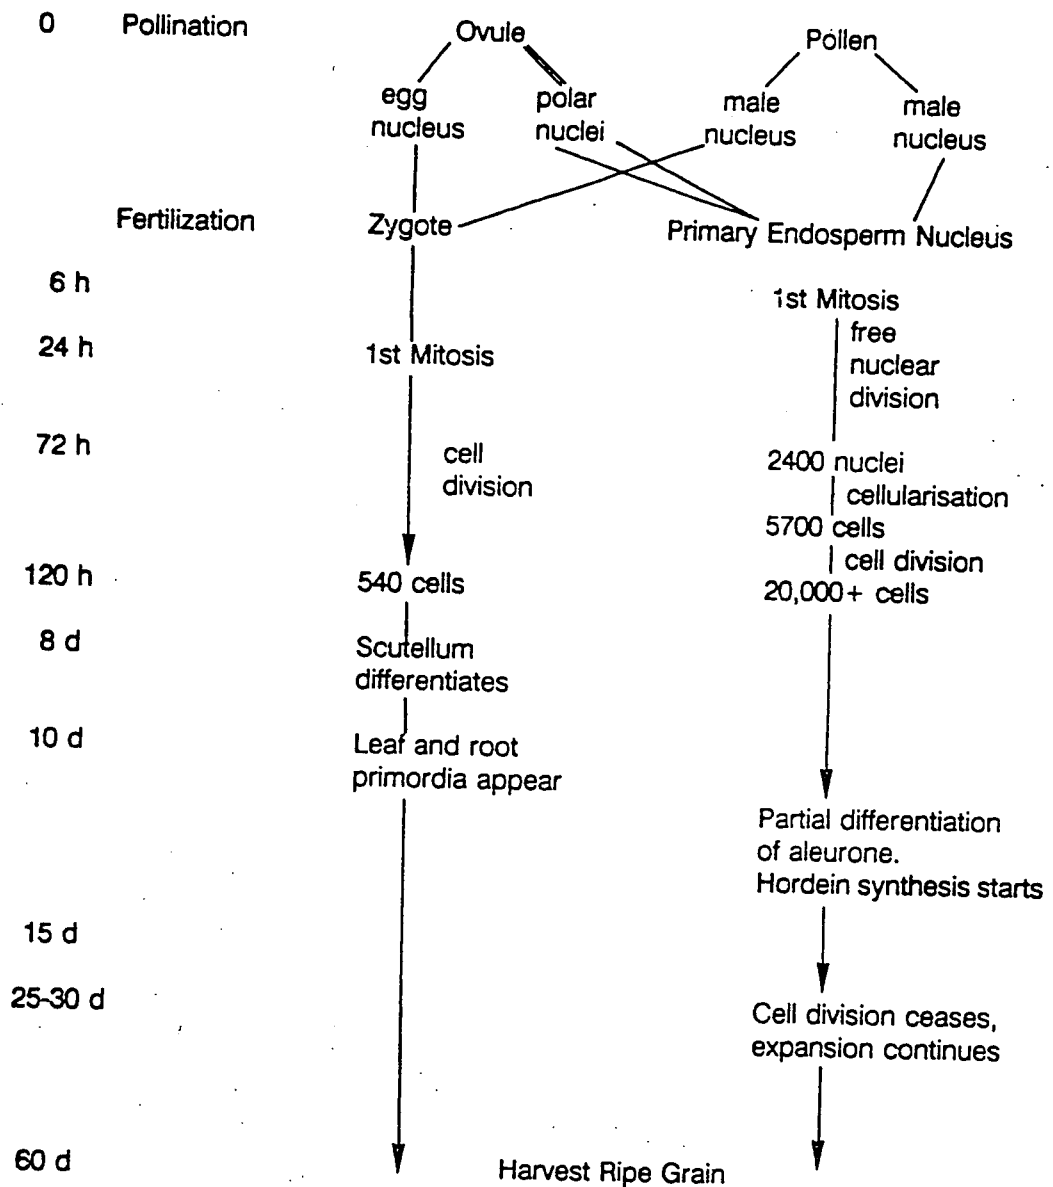 0 Pollination Ovule Pollen
egg polar male male
nucleus nuclei nucleus nucleus
Fertilization Zygote Primary Endosperm Nucleus
6 h 1st Mitosis
free
24 h 1st Mitosis nuclear
division
72 h cell 2400 nuclei
division cellularisation
5700 cells
cell division
120 h 540 cells 20,000+ cells
8 d Scutellum
differentiates
10 d Leaf and root
primordia appear
Partial differentiation
of aleurone.
Hordein synthesis starts
15 d
25-30 d Cell division ceases,
expansion continues
60 d Harvest Ripe Grain